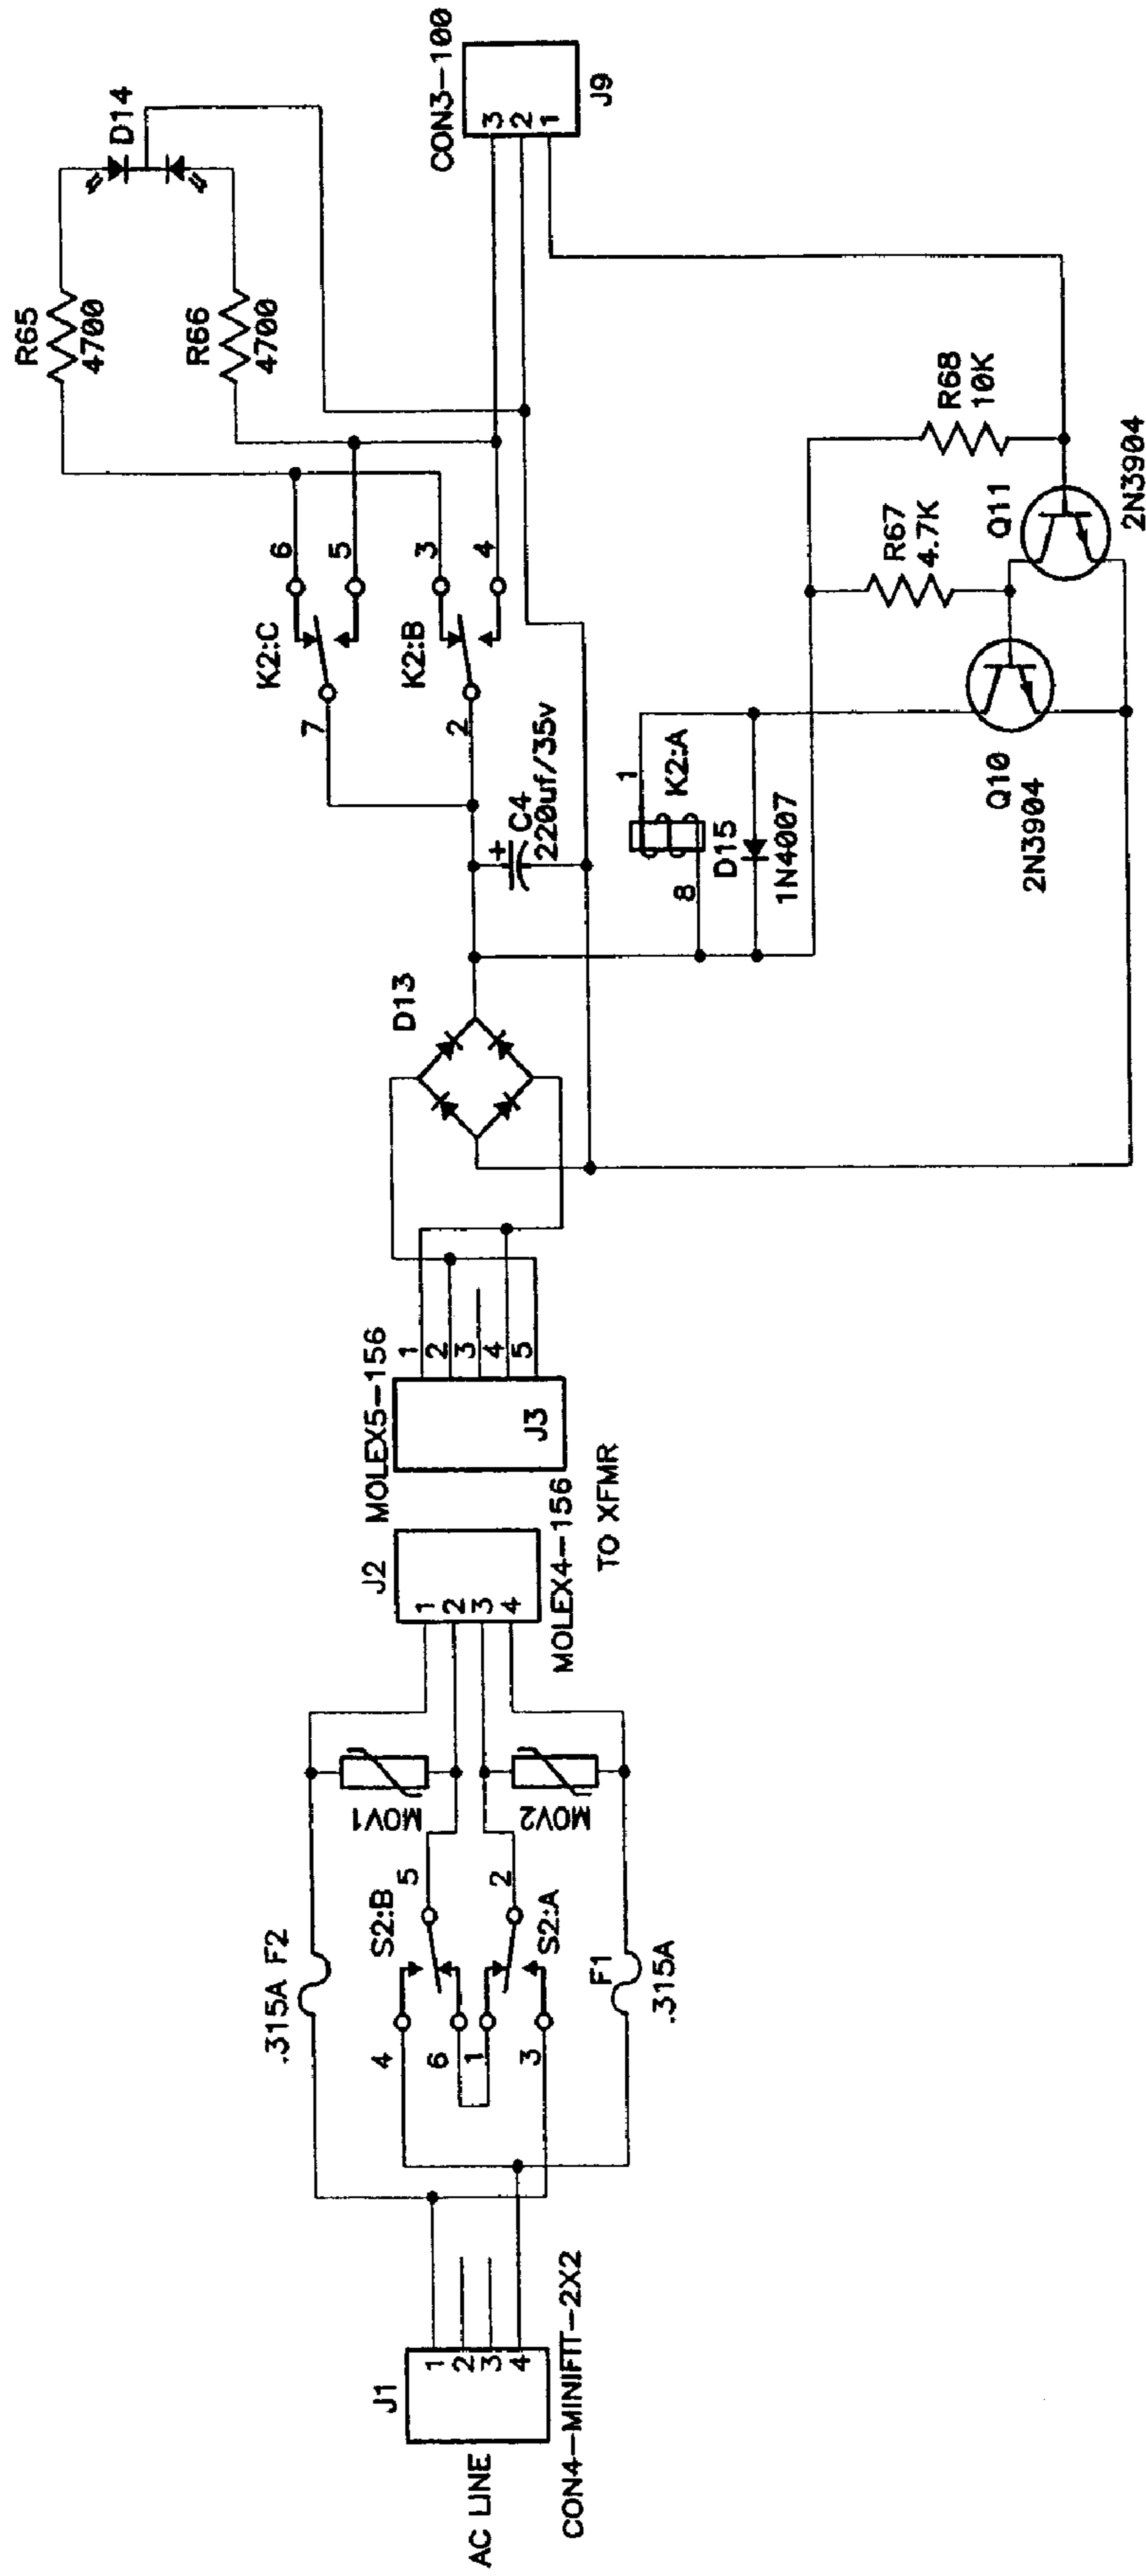 AC LINE
J1
1
2
3
4
CON4-MINIFIT-2X2
.315A F2
S2:B
4
6
5
1
3
2
S2:A
F1
.315A
MOV1
MOV2
J2
1
2
3
4
MOLEX4-156
MOLEX5-156
1
2
3
4
5
J3
TO XFMR
D13
C4
+
220uf/35v
K2:C
7
6
5
K2:B
2
3
4
R65
4700
R66
4700
D14
CON3-100
3
2
1
J9
1
K2:A
8
D15
1N4007
R67
4.7K
R68
10K
Q10
2N3904
Q11
2N3904